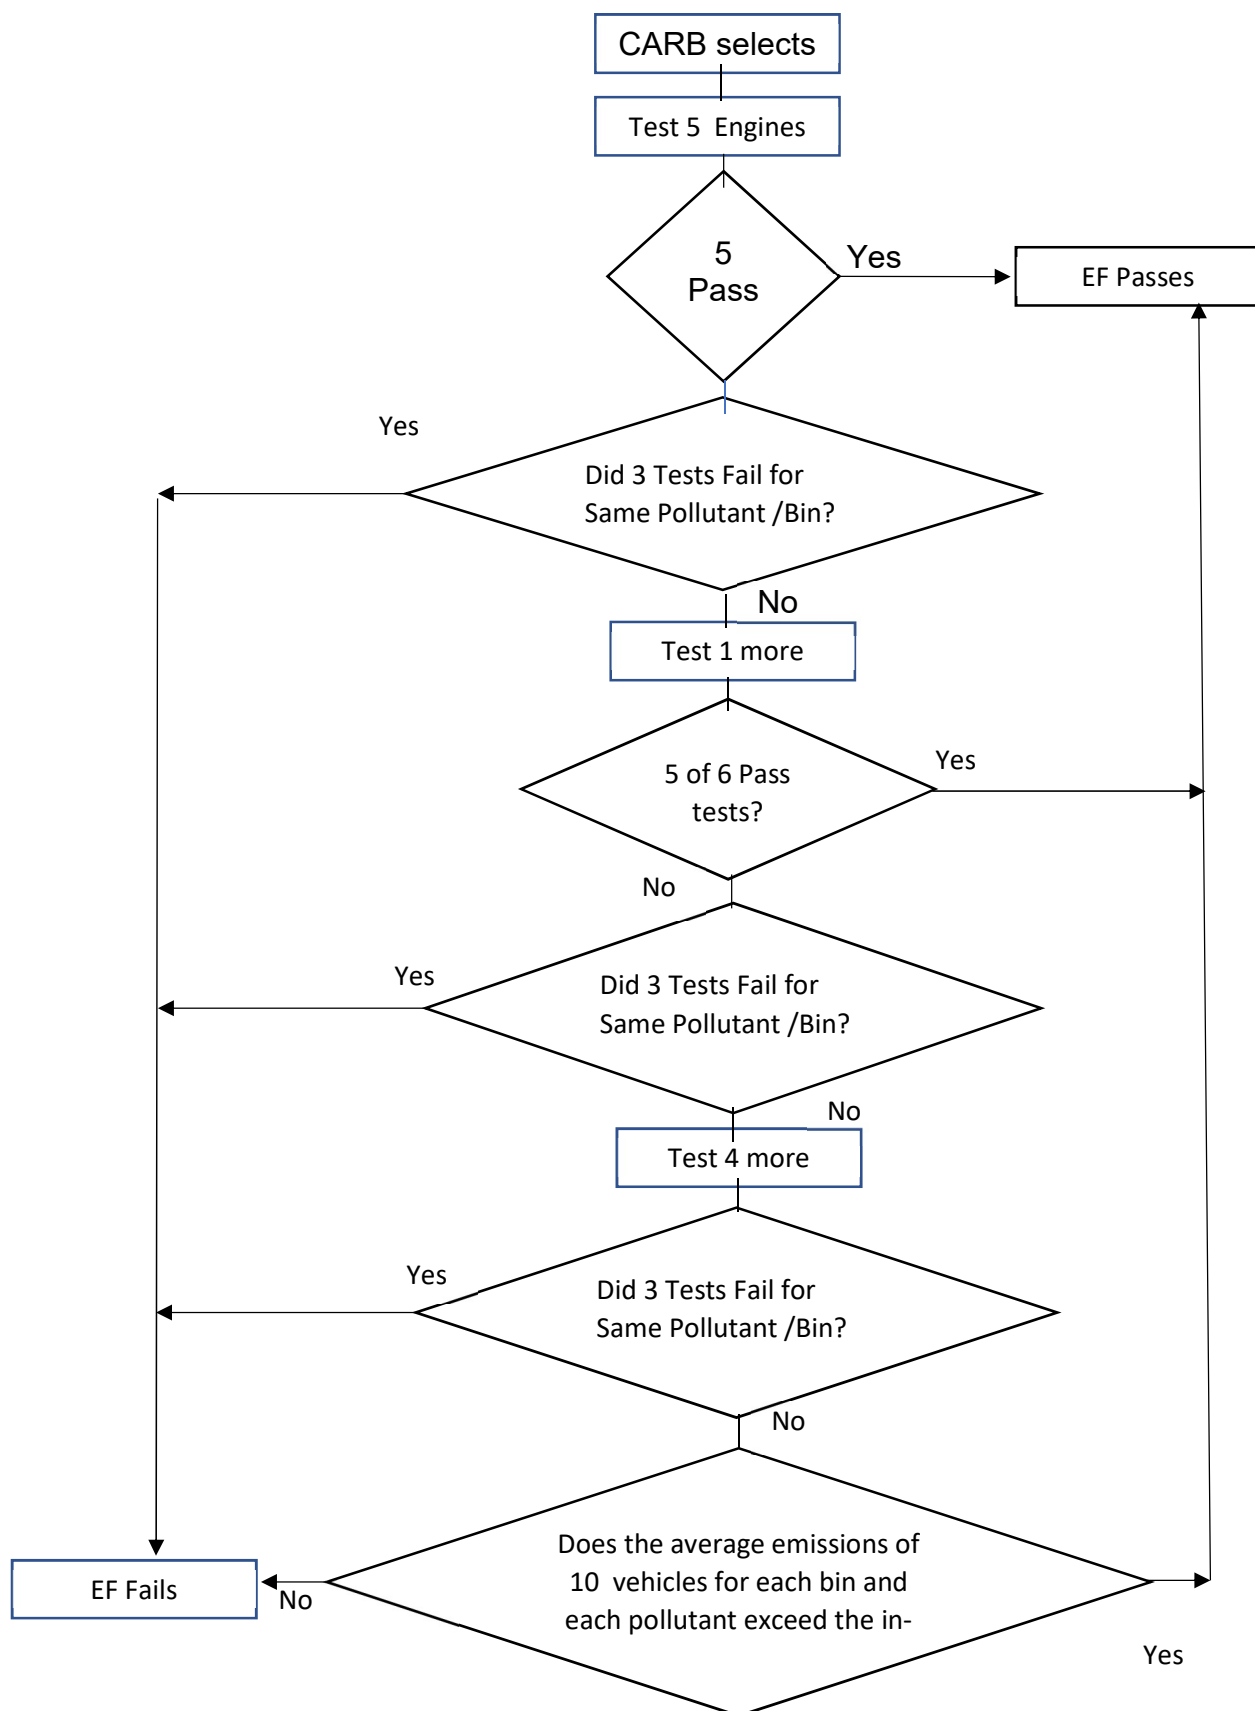 CARB selects
Test 5 Engines
5
Pass
Yes
EF Passes
Yes
Did 3 Tests Fail for
Same Pollutant /Bin?
No
Test 1 more
5 of 6 Pass
tests?
Yes
No
Yes
Did 3 Tests Fail for
Same Pollutant /Bin?
No
Test 4 more
Yes
Did 3 Tests Fail for
Same Pollutant /Bin?
No
Does the average emissions of
10 vehicles for each bin and
each pollutant exceed the in-
EF Fails
No
Yes